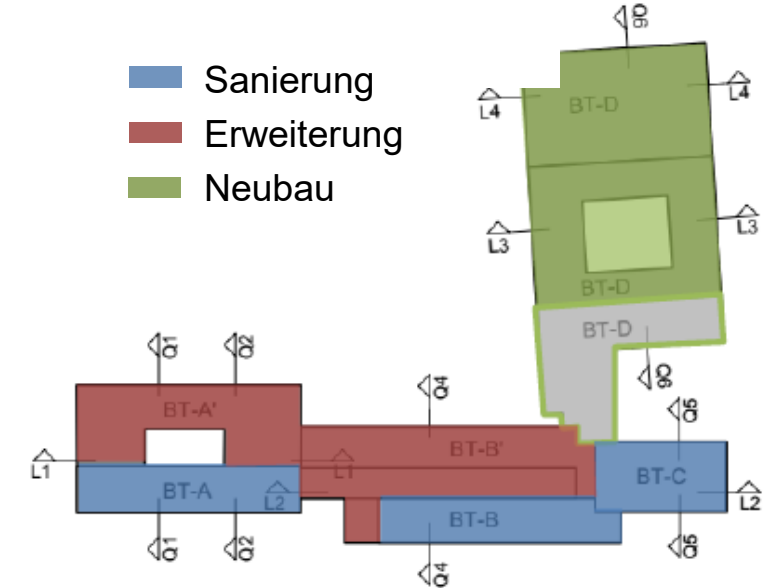 Q6
Sanierung
Erweiterung
Neubau
L4
BT-D
L4
L3
L3
BT-D
BT-D
Q6
Q1
Q2
Q4
Q5
BT-A'
BT-B'
L1
L1
BT-A
L2
BT-C
L2
BT-B
Q1
Q2
Q4
Q5